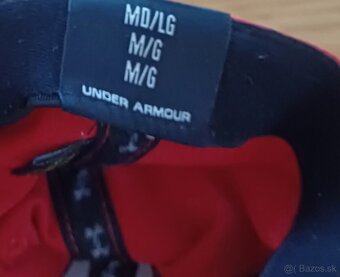 MD/LG
M/G
M/G
UNDER ARMOUR
Bazos.sk